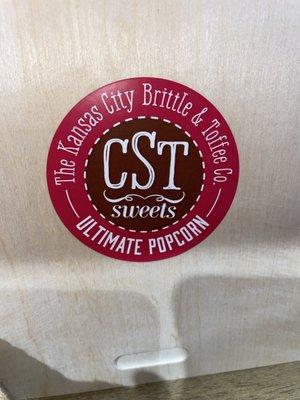 The Kansas City Brittle & Toffee Co.
CST
sweets
ULTIMATE POPCORN